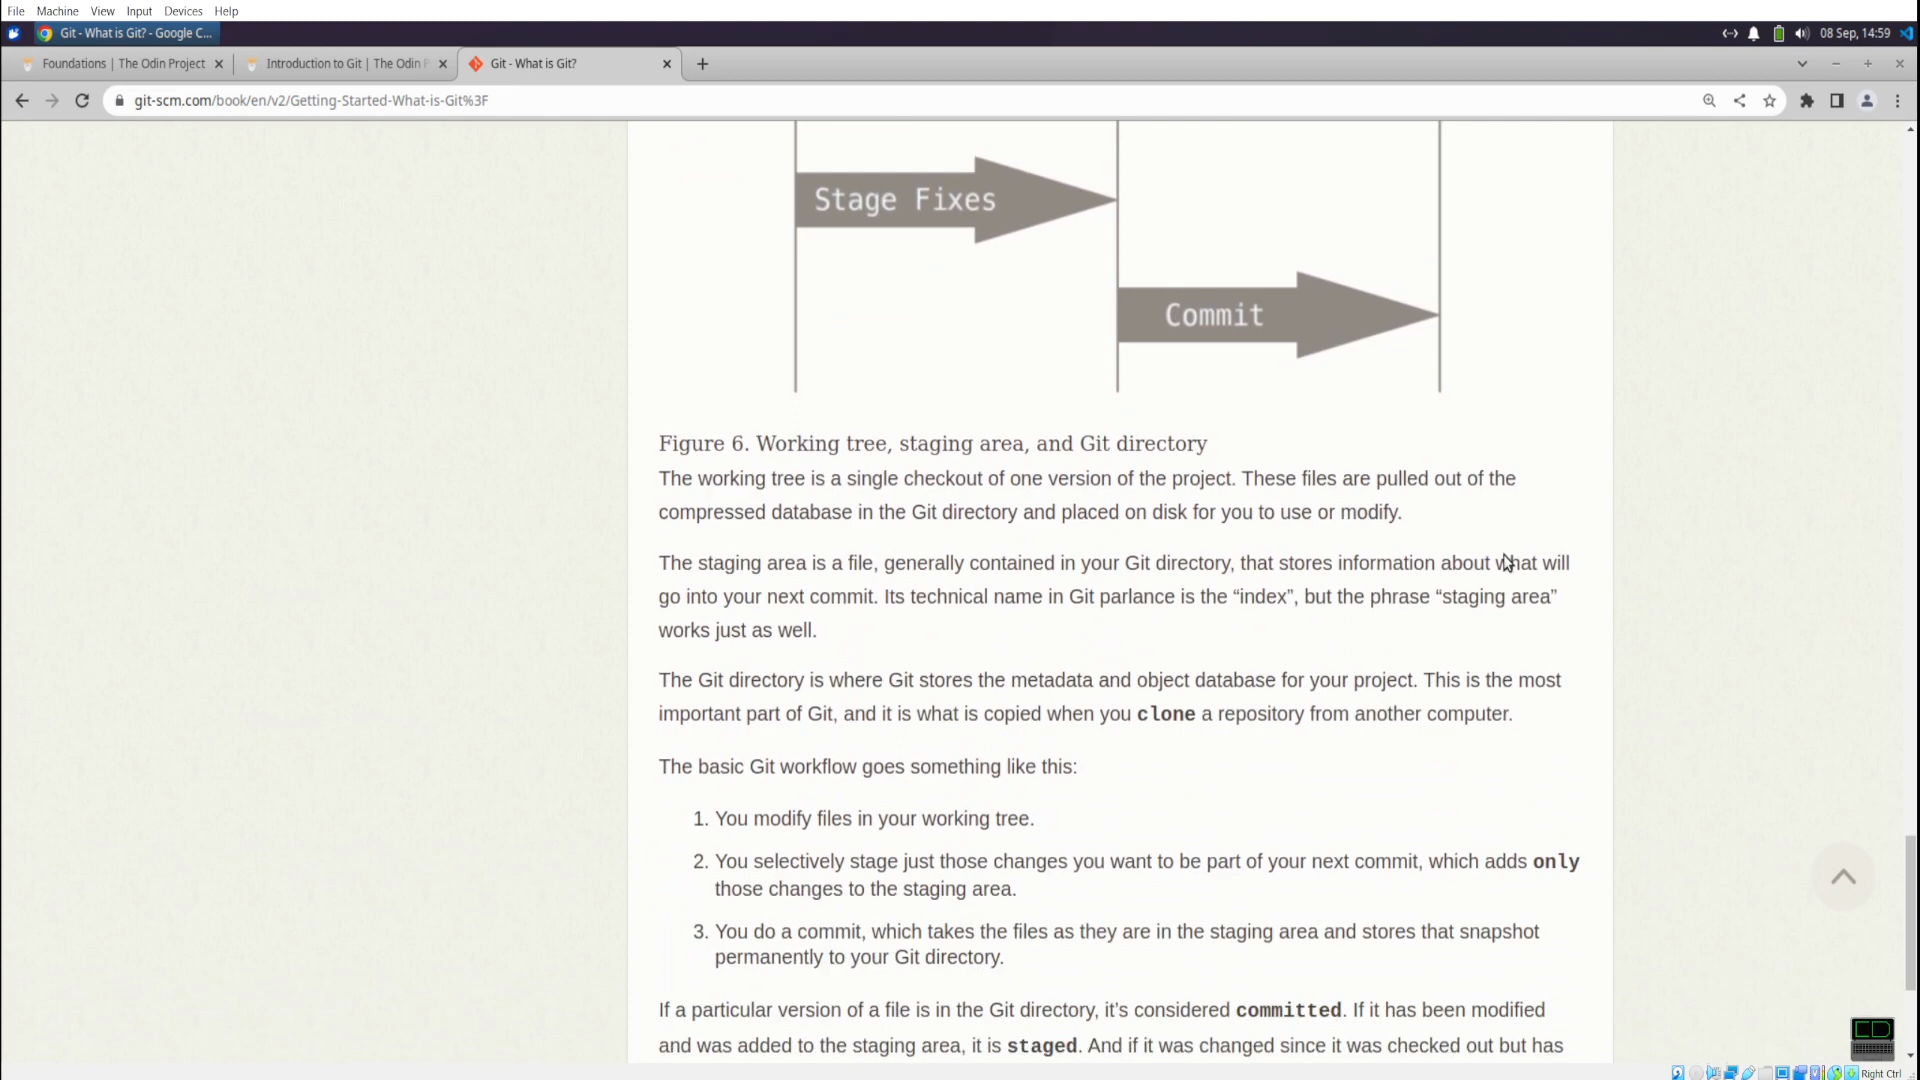 File Machine View Input Devices Help
Git - What is Git? - Google C...
08 Sep, 14:59
Foundations | The Odin Project
Introduction to Git | The Odin P
Git - What is Git?
git-scm.com/book/en/v2/Getting-Started-What-is-Git%3F
Stage Fixes
Commit
Figure 6. Working tree, staging area, and Git directory
The working tree is a single checkout of one version of the project. These files are pulled out of the
compressed database in the Git directory and placed on disk for you to use or modify.
The staging area is a file, generally contained in your Git directory, that stores information about what will
go into your next commit. Its technical name in Git parlance is the “index”, but the phrase “staging area”
works just as well.
The Git directory is where Git stores the metadata and object database for your project. This is the most
important part of Git, and it is what is copied when you clone a repository from another computer.
The basic Git workflow goes something like this:
1. You modify files in your working tree.
2. You selectively stage just those changes you want to be part of your next commit, which adds only
those changes to the staging area.
3. You do a commit, which takes the files as they are in the staging area and stores that snapshot
permanently to your Git directory.
If a particular version of a file is in the Git directory, it’s considered committed. If it has been modified
and was added to the staging area, it is staged. And if it was changed since it was checked out but has
CD
Right Ctrl